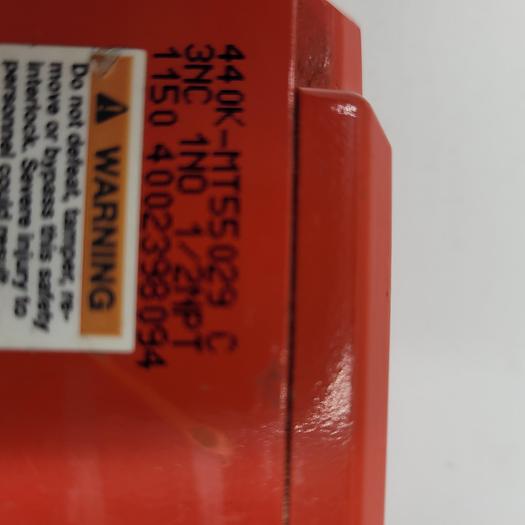 440K-MT55029 C
3NC 1NO 1/2NPT
1150 4002398094
WARNING
Do not defeat, tamper, re-
move or bypass this safety
interlock. Severe injury to
personnel could result.